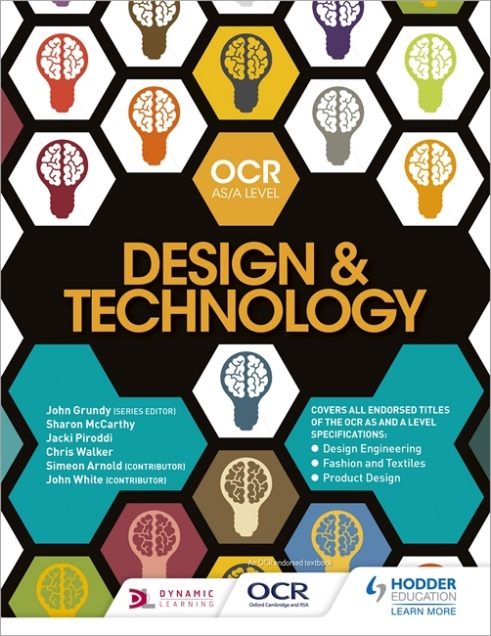 OCR
AS/A LEVEL
DESIGN &
TECHNOLOGY
John Grundy (SERIES EDITOR)
Sharon McCarthy
Jacki Piroddi
Chris Walker
Simeon Arnold (CONTRIBUTOR)
John White (CONTRIBUTOR)
COVERS ALL ENDORSED TITLES
OF THE OCR AS AND A LEVEL
SPECIFICATIONS:
● Design Engineering
● Fashion and Textiles
● Product Design
An OCR endorsed textbook
DL DYNAMIC
LEARNING
OCR
Oxford Cambridge and RSA
HODDER
EDUCATION
LEARN MORE